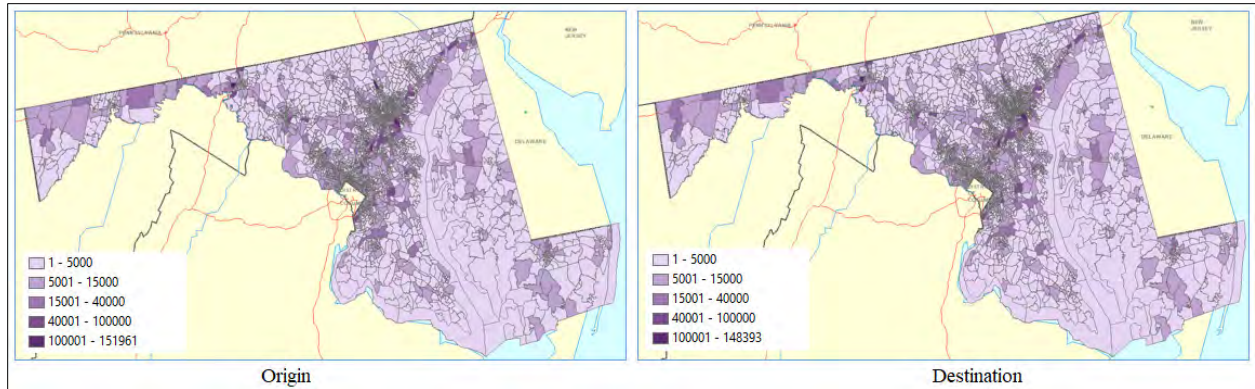 PENNSYLVANIA
NEW
JERSEY
DELAWARE
1 - 5000
5001 - 15000
15001 - 40000
40001 - 100000
100001 - 151961
Origin
PENNSYLVANIA
NEW
JERSEY
DELAWARE
1 - 5000
5001 - 15000
15001 - 40000
40001 - 100000
100001 - 148393
Destination